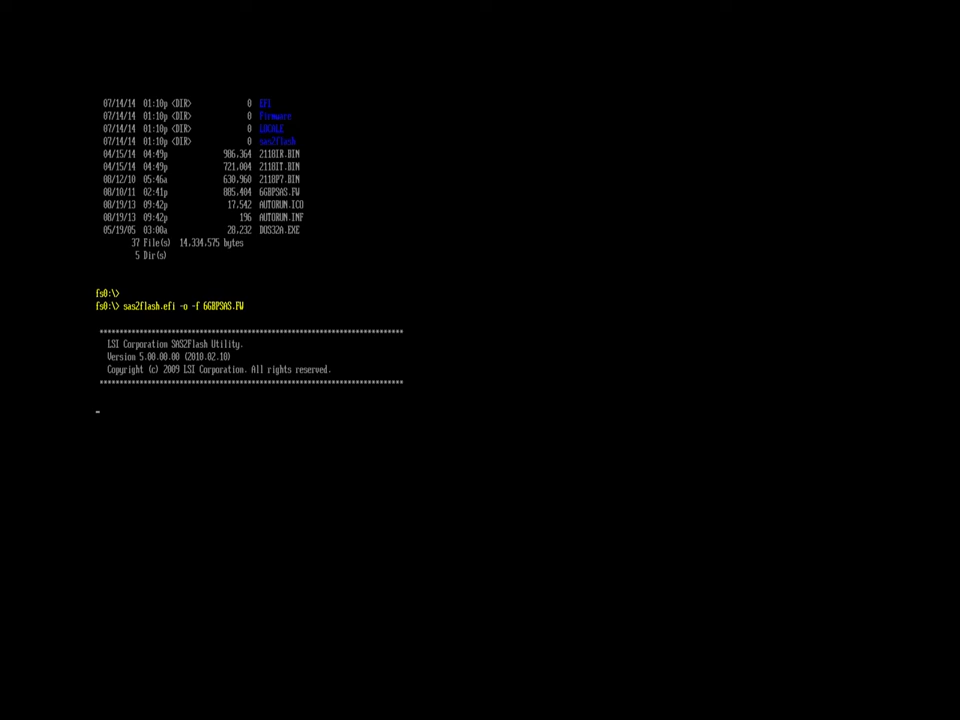 07/14/14 01:10p <DIR> 0 EFI
07/14/14 01:10p <DIR> 0 Firmware
07/14/14 01:10p <DIR> 0 LOCALE
07/14/14 01:10p <DIR> 0 sas2flash
04/15/14 04:49p 986,364 2118IR.BIN
04/15/14 04:49p 721,004 2118IT.BIN
08/12/10 05:46a 630,960 2118P7.BIN
08/10/11 02:41p 885,404 6GBPSAS.FW
08/19/13 09:42p 17,542 AUTORUN.ICO
08/19/13 09:42p 196 AUTORUN.INF
05/19/05 03:00a 28,232 DOS32A.EXE
37 File(s) 14,334,575 bytes
5 Dir(s)
fs0:\>
fs0:\> sas2flash.efi -o -f 6GBPSAS.FW
****************************************************************************
LSI Corporation SAS2Flash Utility.
Version 5.00.00.00 (2010.02.10)
Copyright (c) 2009 LSI Corporation. All rights reserved.
****************************************************************************
_